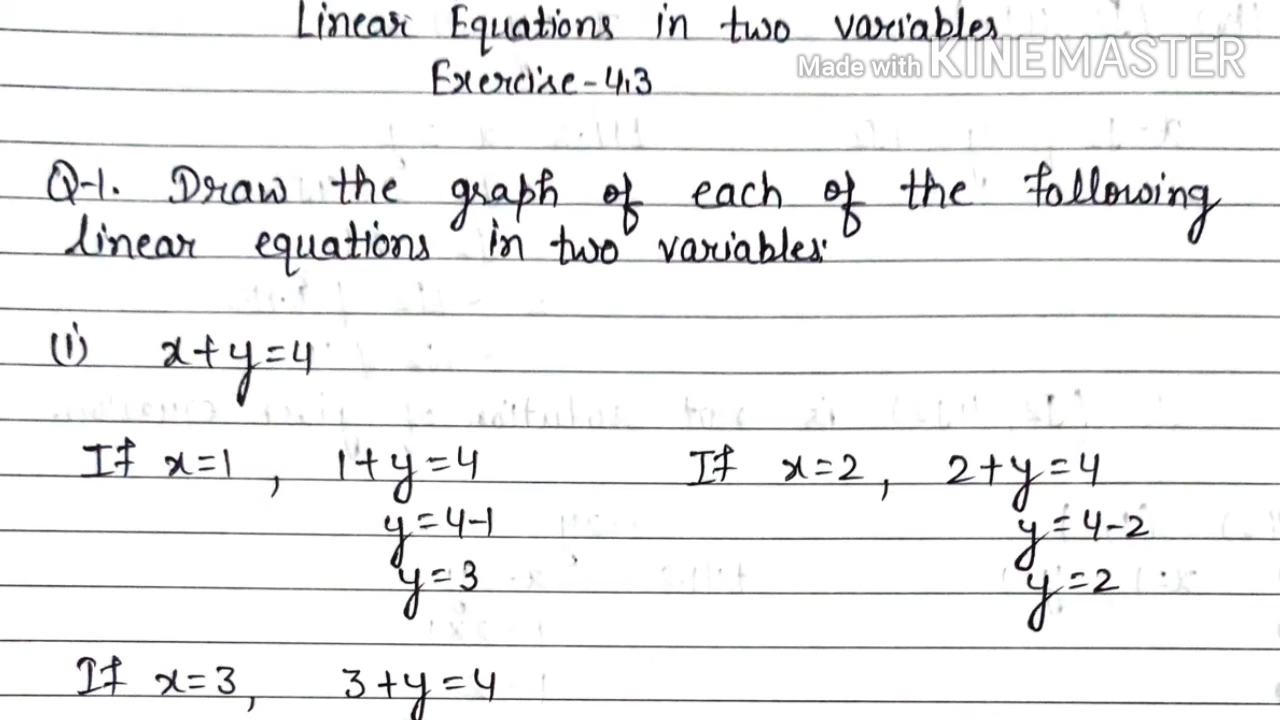 Linear Equations in two variables
Made with KINEMASTER
Exercise-4.3
Q-1. Draw the graph of each of the following
linear equations in two variables:
(i) x+y=4
If x=1, 1+y=4 If x=2, 2+y=4
y=4-1 y=4-2
y=3 y=2
If x=3, 3+y=4